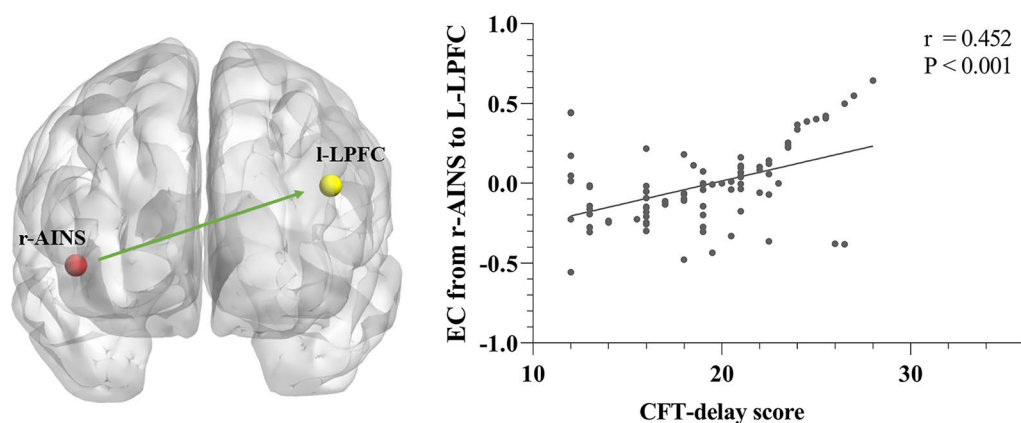 l-LPFC
r-AINS
EC from r-AINS to L-LPFC
1.0
0.5
0.0
-0.5
-1.0
r = 0.452
P < 0.001
10
20
30
CFT-delay score